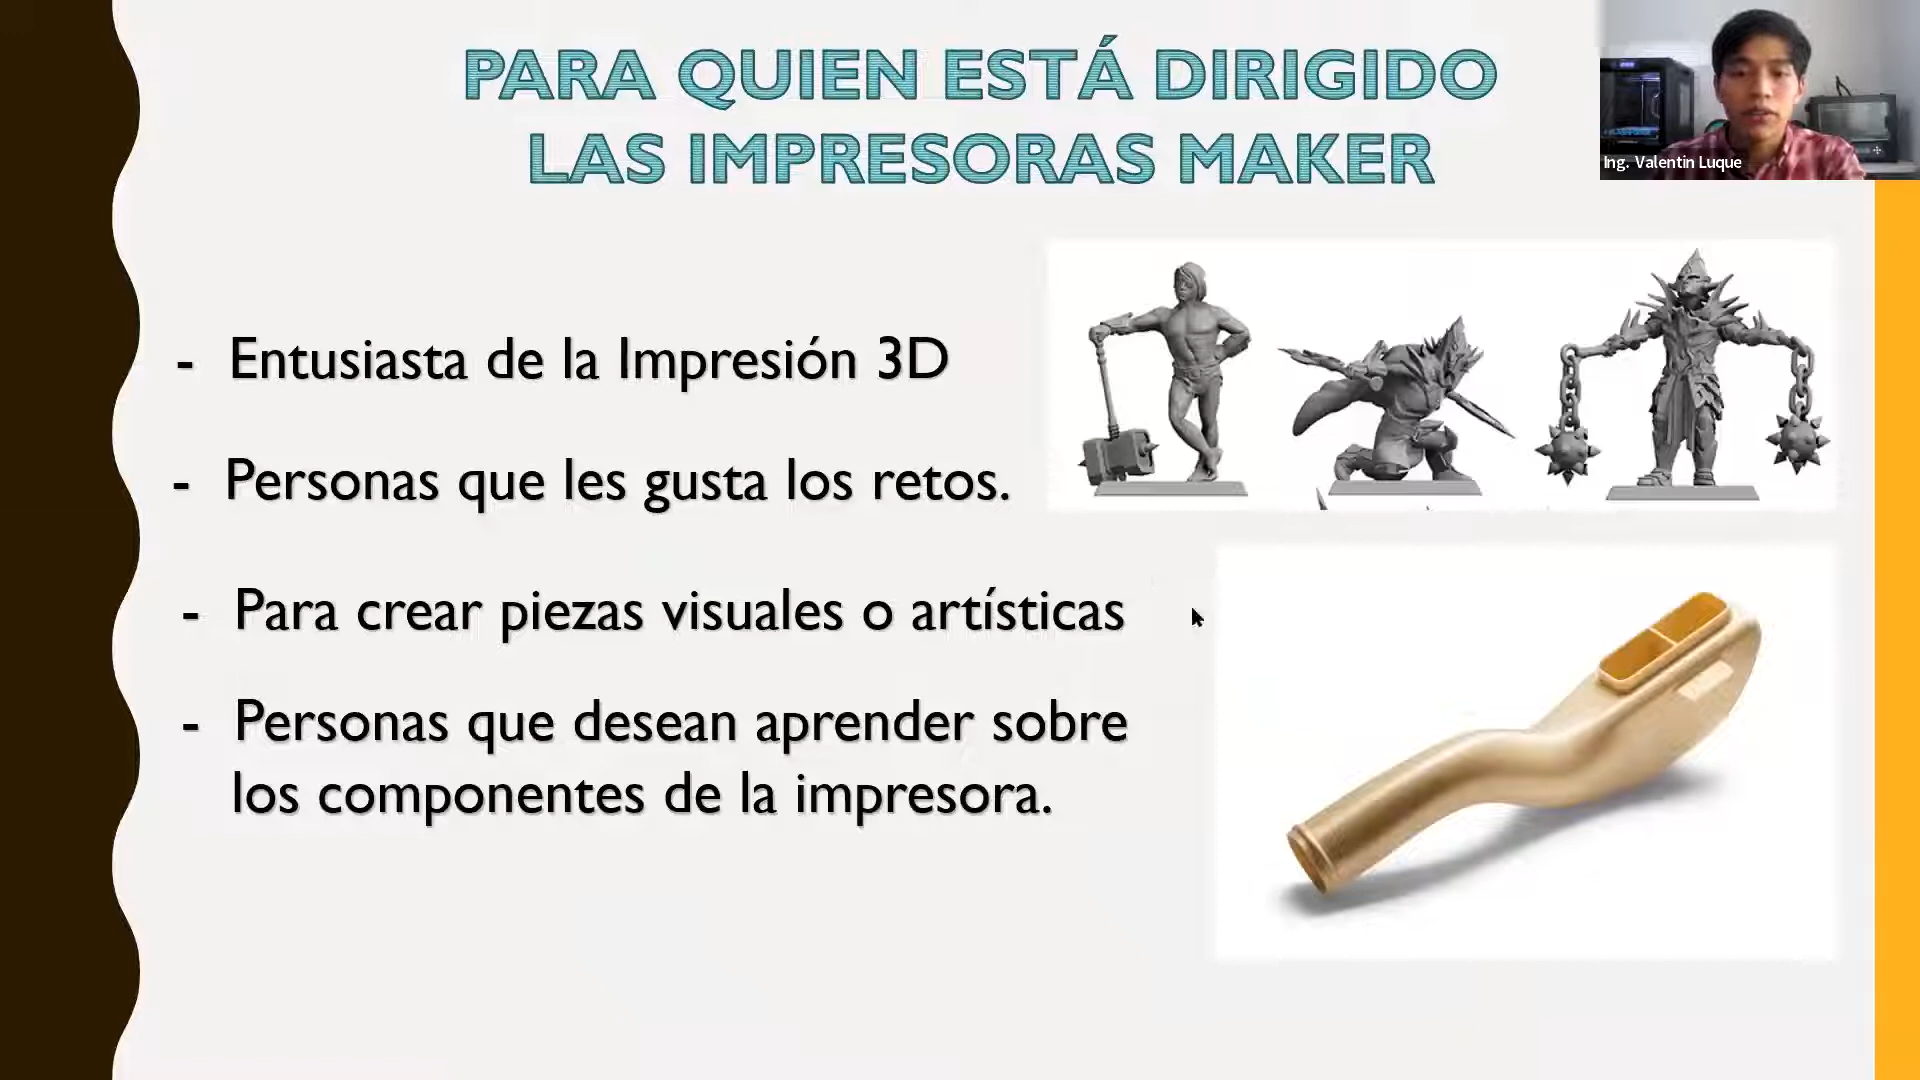 PARA QUIEN ESTÁ DIRIGIDO
LAS IMPRESORAS MAKER
Ing. Valentin Luque
- Entusiasta de la Impresión 3D
- Personas que les gusta los retos.
- Para crear piezas visuales o artísticas
- Personas que desean aprender sobre
los componentes de la impresora.